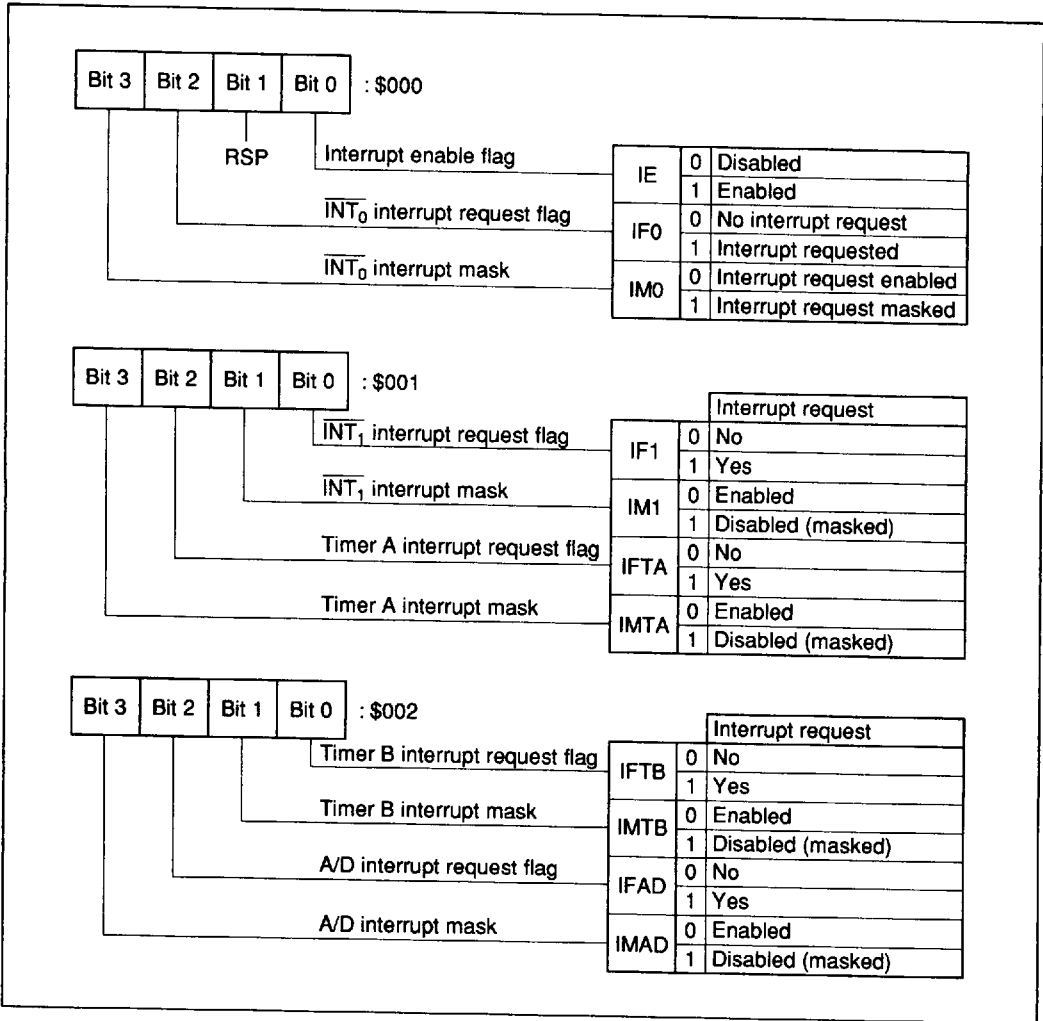 Bit 3 Bit 2 Bit 1 Bit 0 : $000
RSP
Interrupt enable flag
INT0 interrupt request flag
INT0 interrupt mask
IE 0 Disabled
1 Enabled
IF0 0 No interrupt request
1 Interrupt requested
IM0 0 Interrupt request enabled
1 Interrupt request masked
Bit 3 Bit 2 Bit 1 Bit 0 : $001
INT1 interrupt request flag
INT1 interrupt mask
Timer A interrupt request flag
Timer A interrupt mask
Interrupt request
IF1 0 No
1 Yes
IM1 0 Enabled
1 Disabled (masked)
IFTA 0 No
1 Yes
IMTA 0 Enabled
1 Disabled (masked)
Bit 3 Bit 2 Bit 1 Bit 0 : $002
Timer B interrupt request flag
Timer B interrupt mask
A/D interrupt request flag
A/D interrupt mask
Interrupt request
IFTB 0 No
1 Yes
IMTB 0 Enabled
1 Disabled (masked)
IFAD 0 No
1 Yes
IMAD 0 Enabled
1 Disabled (masked)